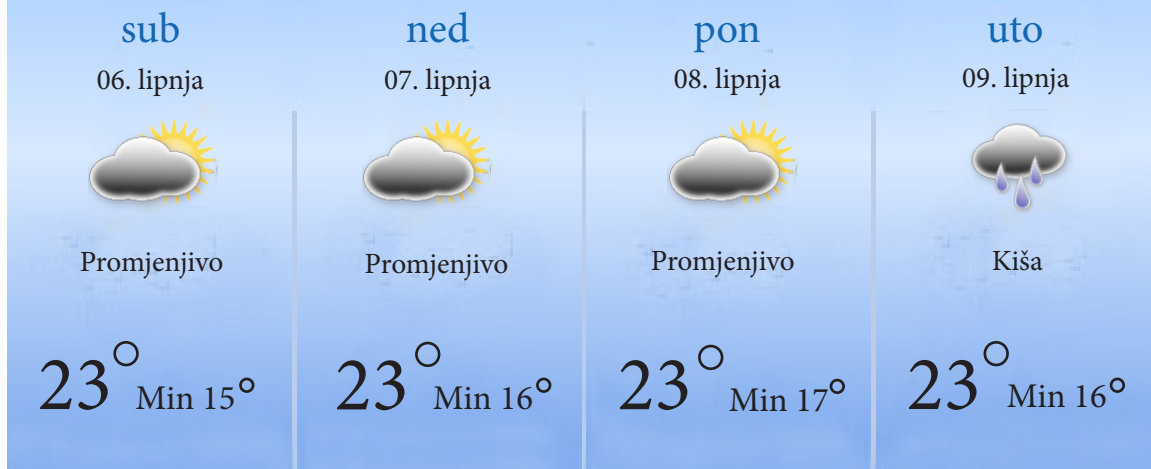 sub
06. lipnja
Promjenjivo
23° Min 15°
ned
07. lipnja
Promjenjivo
23° Min 16°
pon
08. lipnja
Promjenjivo
23° Min 17°
uto
09. lipnja
Kiša
23° Min 16°